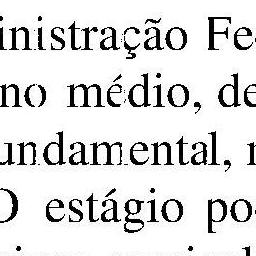 inistração Fe
no médio, de
undamental,
O estágio po